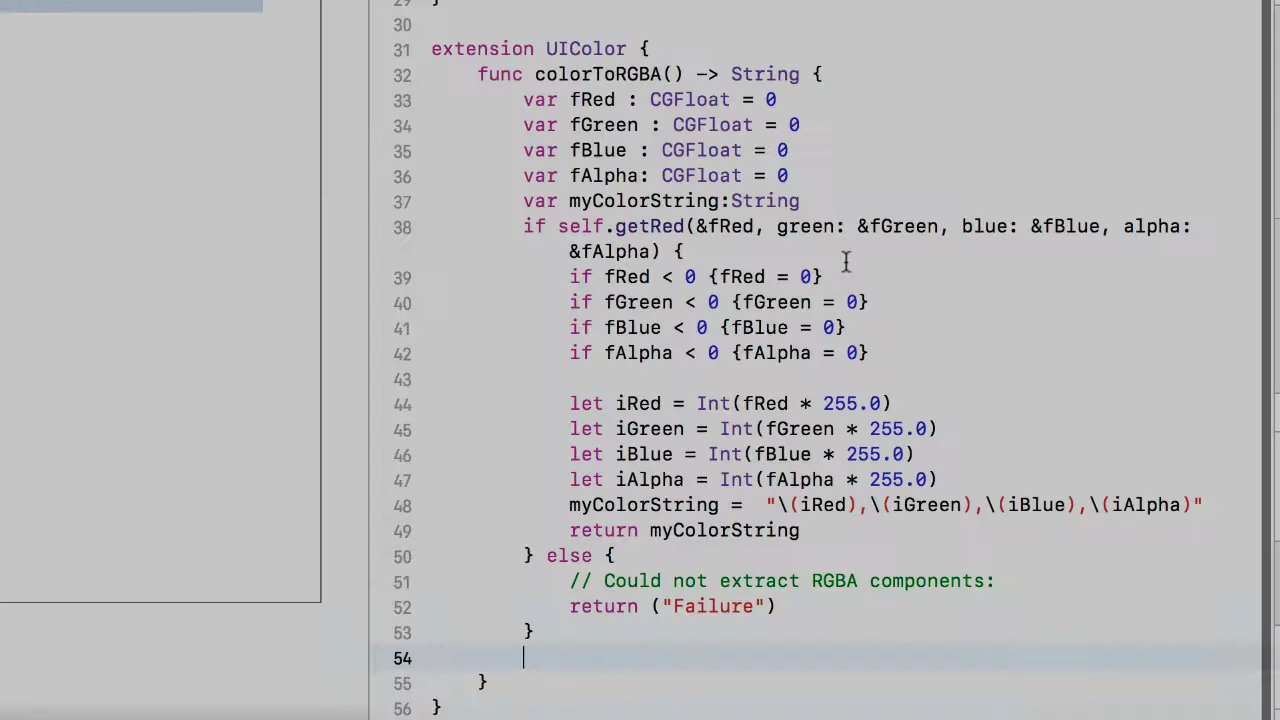 29 }
30
31 extension UIColor {
32 func colorToRGBA() -> String {
33 var fRed : CGFloat = 0
34 var fGreen : CGFloat = 0
35 var fBlue : CGFloat = 0
36 var fAlpha: CGFloat = 0
37 var myColorString:String
38 if self.getRed(&fRed, green: &fGreen, blue: &fBlue, alpha:
&fAlpha) {
39 if fRed < 0 {fRed = 0}
40 if fGreen < 0 {fGreen = 0}
41 if fBlue < 0 {fBlue = 0}
42 if fAlpha < 0 {fAlpha = 0}
43
44 let iRed = Int(fRed * 255.0)
45 let iGreen = Int(fGreen * 255.0)
46 let iBlue = Int(fBlue * 255.0)
47 let iAlpha = Int(fAlpha * 255.0)
48 myColorString =  "\(iRed),\(iGreen),\(iBlue),\(iAlpha)"
49 return myColorString
50 } else {
51 // Could not extract RGBA components:
52 return ("Failure")
53 }
54
55 }
56 }